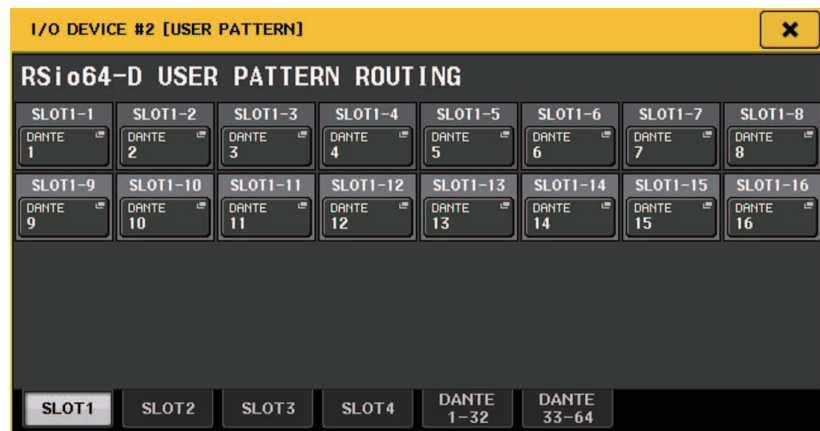 I/O DEVICE #2 [USER PATTERN]
RSio64-D USER PATTERN ROUTING
SLOT1-1 SLOT1-2 SLOT1-3 SLOT1-4 SLOT1-5 SLOT1-6 SLOT1-7 SLOT1-8
DANTE DANTE DANTE DANTE DANTE DANTE DANTE DANTE
1 2 3 4 5 6 7 8
SLOT1-9 SLOT1-10 SLOT1-11 SLOT1-12 SLOT1-13 SLOT1-14 SLOT1-15 SLOT1-16
DANTE DANTE DANTE DANTE DANTE DANTE DANTE DANTE
9 10 11 12 13 14 15 16
SLOT1 SLOT2 SLOT3 SLOT4 DANTE 1-32 DANTE 33-64